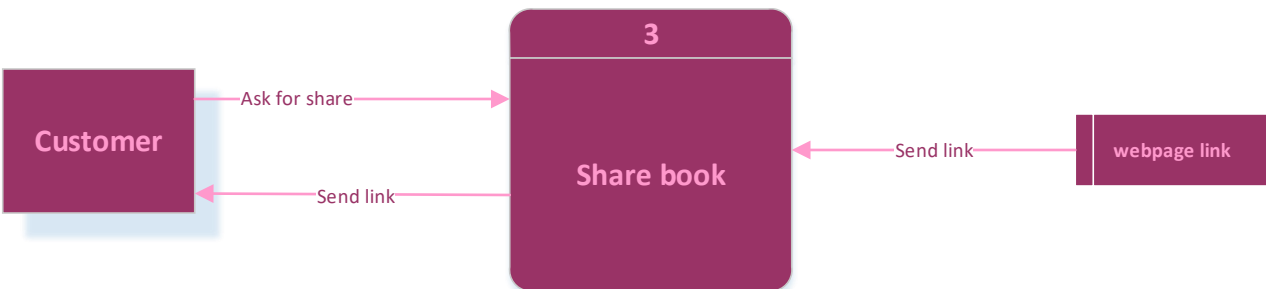 3
Customer
Ask for share
Send link
Share book
Send link
webpage link